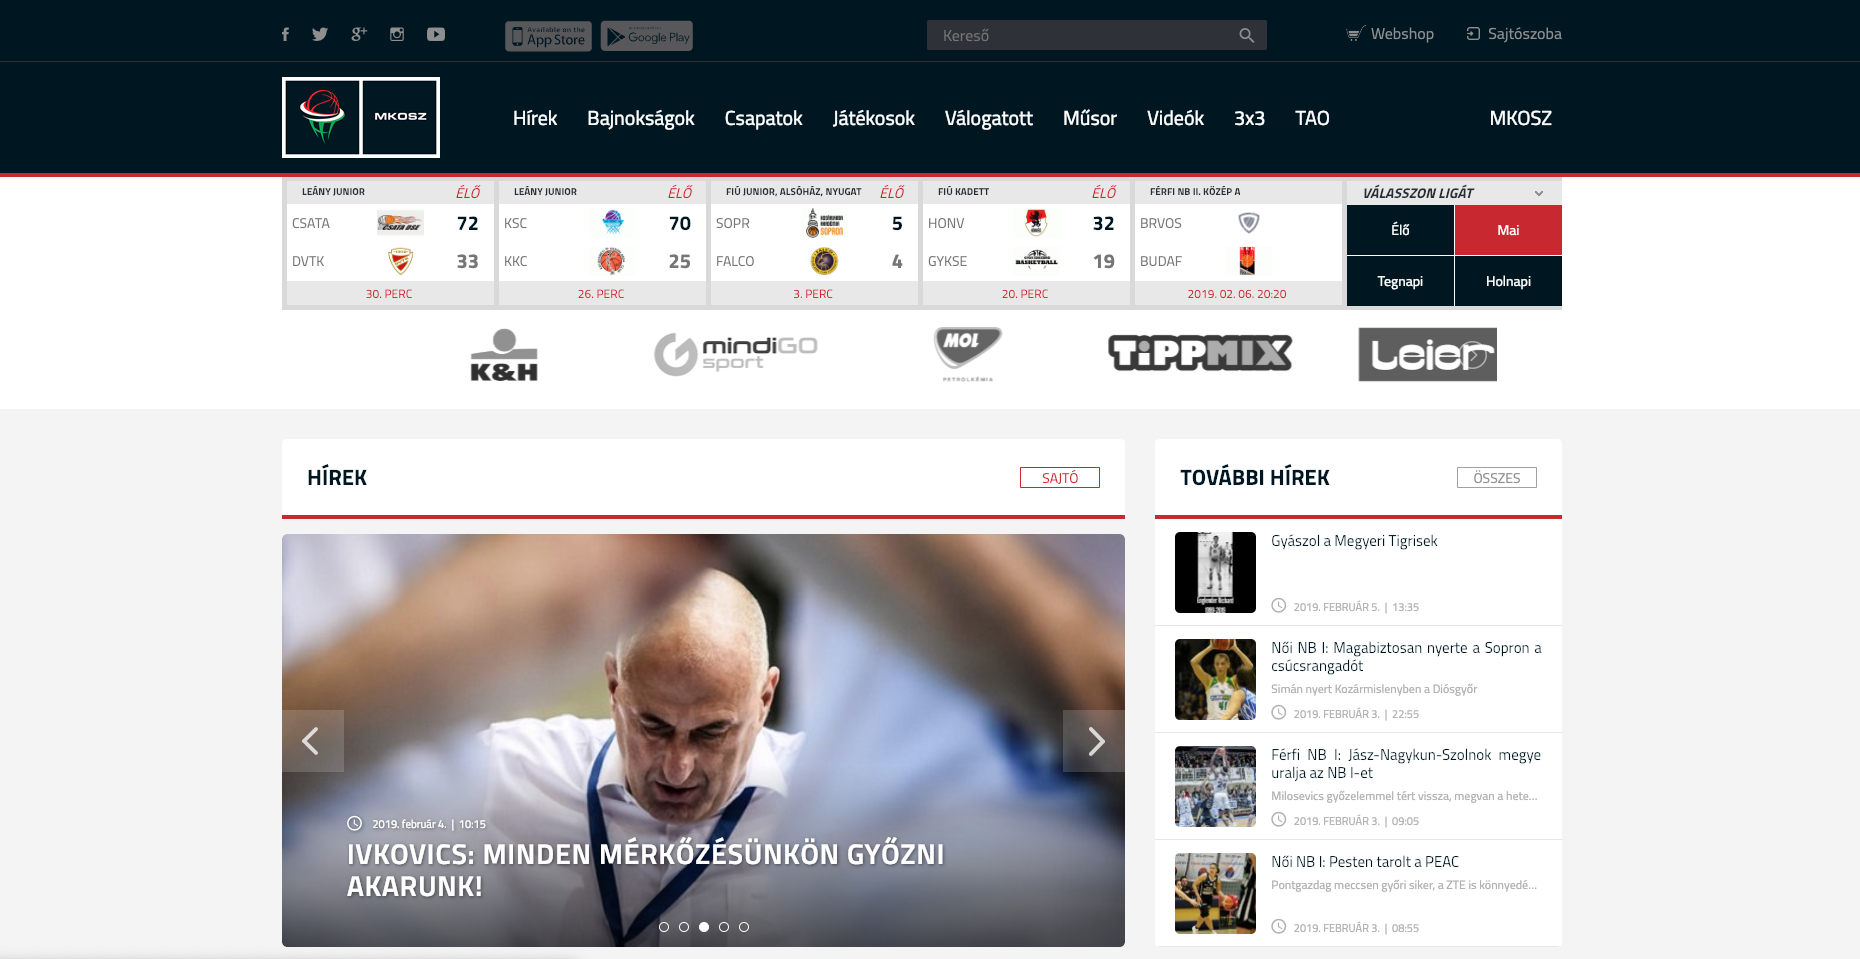 Available on the
App Store
Google Play
Kereső
Webshop
Sajtószoba
MKOSZ
Hírek
Bajnokságok
Csapatok
Játékosok
Válogatott
Műsor
Videók
3x3
TAO
MKOSZ
LEÁNY JUNIOR ÉLŐ
CSATA 72
DVTK 33
30. PERC
LEÁNY JUNIOR ÉLŐ
KSC 70
KKC 25
26. PERC
FIÚ JUNIOR, ALSÓHÁZ, NYUGAT ÉLŐ
SOPR SOPRON 5
FALCO 4
3. PERC
FIÚ KADETT ÉLŐ
HONV 32
GYKSE BASKETBALL 19
20. PERC
FÉRFI NB II. KÖZÉP A
BRVOS
BUDAF
2019. 02. 06. 20:20
VÁLASSZON LIGÁT
Élő
Mai
Tegnapi
Holnapi
K&H
mindiGO
sport
MOL
PETROLKÉMIA
TiPPMIX
Leier
HÍREK
SAJTÓ
2019. február 4. | 10:15
IVKOVICS: MINDEN MÉRKŐZÉSÜNKÖN GYŐZNI
AKARUNK!
TOVÁBBI HÍREK
ÖSSZES
Gyászol a Megyeri Tigrisek
2019. FEBRUÁR 5. | 13:35
Női NB I: Magabiztosan nyerte a Sopron a
csúcsrangadót
Simán nyert Kozármislenyben a Diósgyőr
2019. FEBRUÁR 3. | 22:55
Férfi NB I: Jász-Nagykun-Szolnok megye
uralja az NB I-et
Milosevics győzelemmel tért vissza, megvan a hete...
2019. FEBRUÁR 3. | 09:05
Női NB I: Pesten tarolt a PEAC
Pontgazdag meccsen győri siker, a ZTE is könnyedé...
2019. FEBRUÁR 3. | 08:55